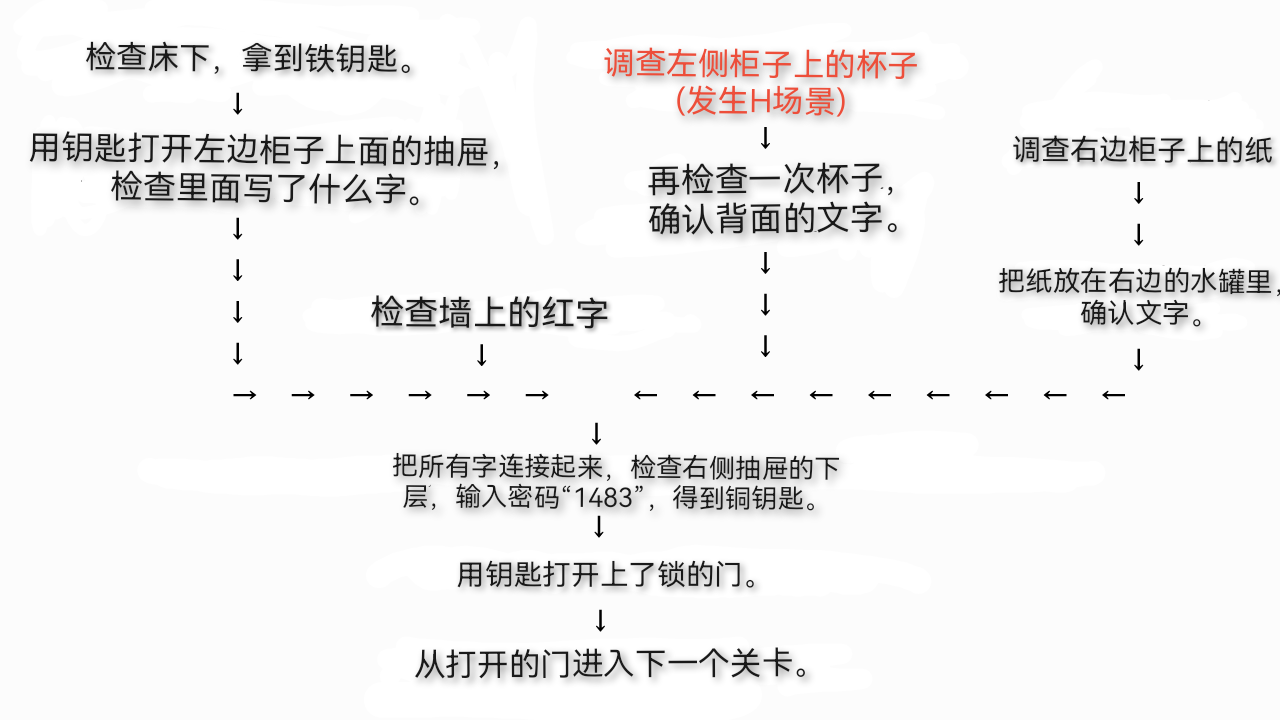 检查床下，拿到铁钥匙。
↓
用钥匙打开左边柜子上面的抽屉，
检查里面写了什么字。
↓
↓
↓
↓
检查墙上的红字
↓
调查左侧柜子上的杯子
(发生H场景)
↓
再检查一次杯子，
确认背面的文字。
↓
↓
↓
调查右边柜子上的纸
↓
↓
把纸放在右边的水罐里，
确认文字。
↓
→ → → → → → ← ← ← ← ← ← ← ← ←
↓
把所有字连接起来，检查右侧抽屉的下
层，输入密码“1483”，得到铜钥匙。
↓
用钥匙打开上了锁的门。
↓
从打开的门进入下一个关卡。